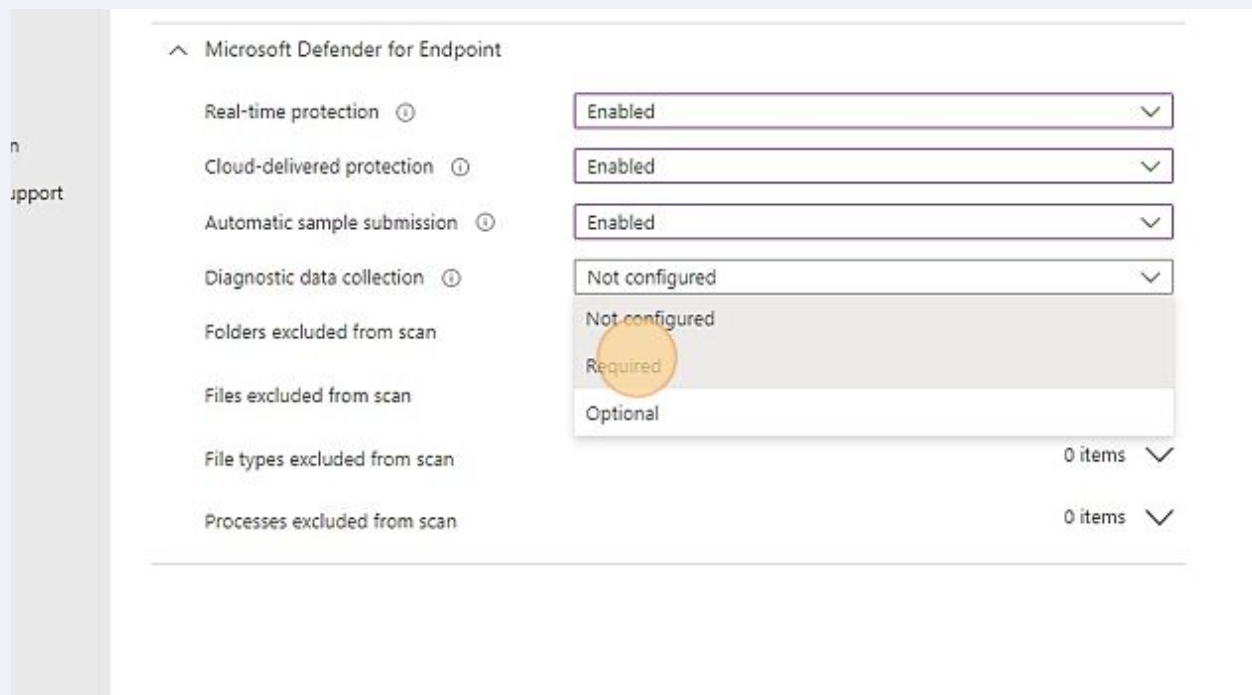 Microsoft Defender for Endpoint
Real-time protection Enabled
n
Cloud-delivered protection Enabled
upport
Automatic sample submission Enabled
Diagnostic data collection Not configured
Not configured
Folders excluded from scan
Required
Files excluded from scan
Optional
File types excluded from scan 0 items
Processes excluded from scan 0 items